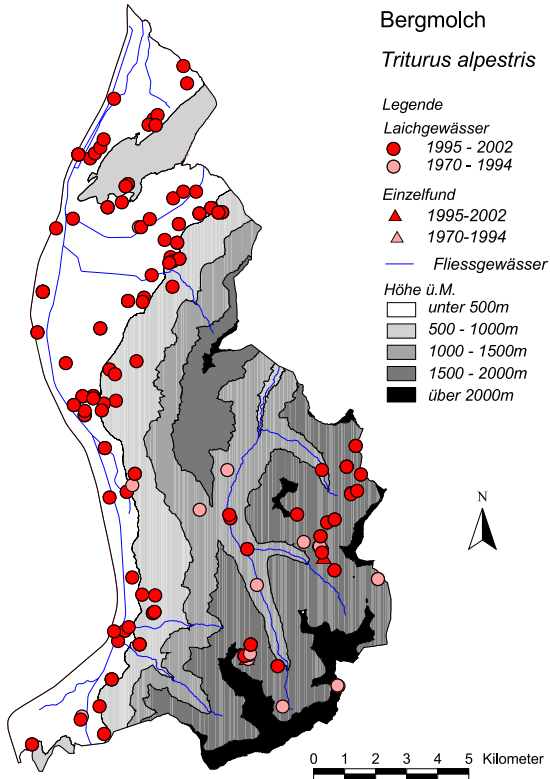 Bergmolch
Triturus alpestris
Legende
Laichgewässer
1995 - 2002
1970 - 1994
Einzelfund
1995-2002
1970-1994
Fliessgewässer
Höhe ü.M.
unter 500m
500 - 1000m
1000 - 1500m
1500 - 2000m
über 2000m
N
0 1 2 3 4 5 Kilometer